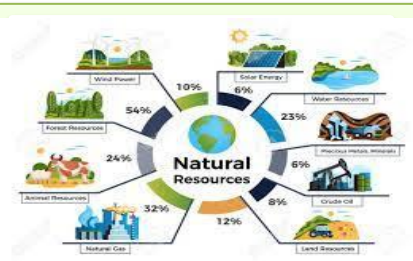 Wind Power
Solar Energy
10%
6%
Water Resources
54%
23%
Forest Resources
Precious Metals, Minerals
24%
Natural
Resources
6%
Animal Resources
32%
8%
Crude Oil
12%
Natural Gas
Land Resources